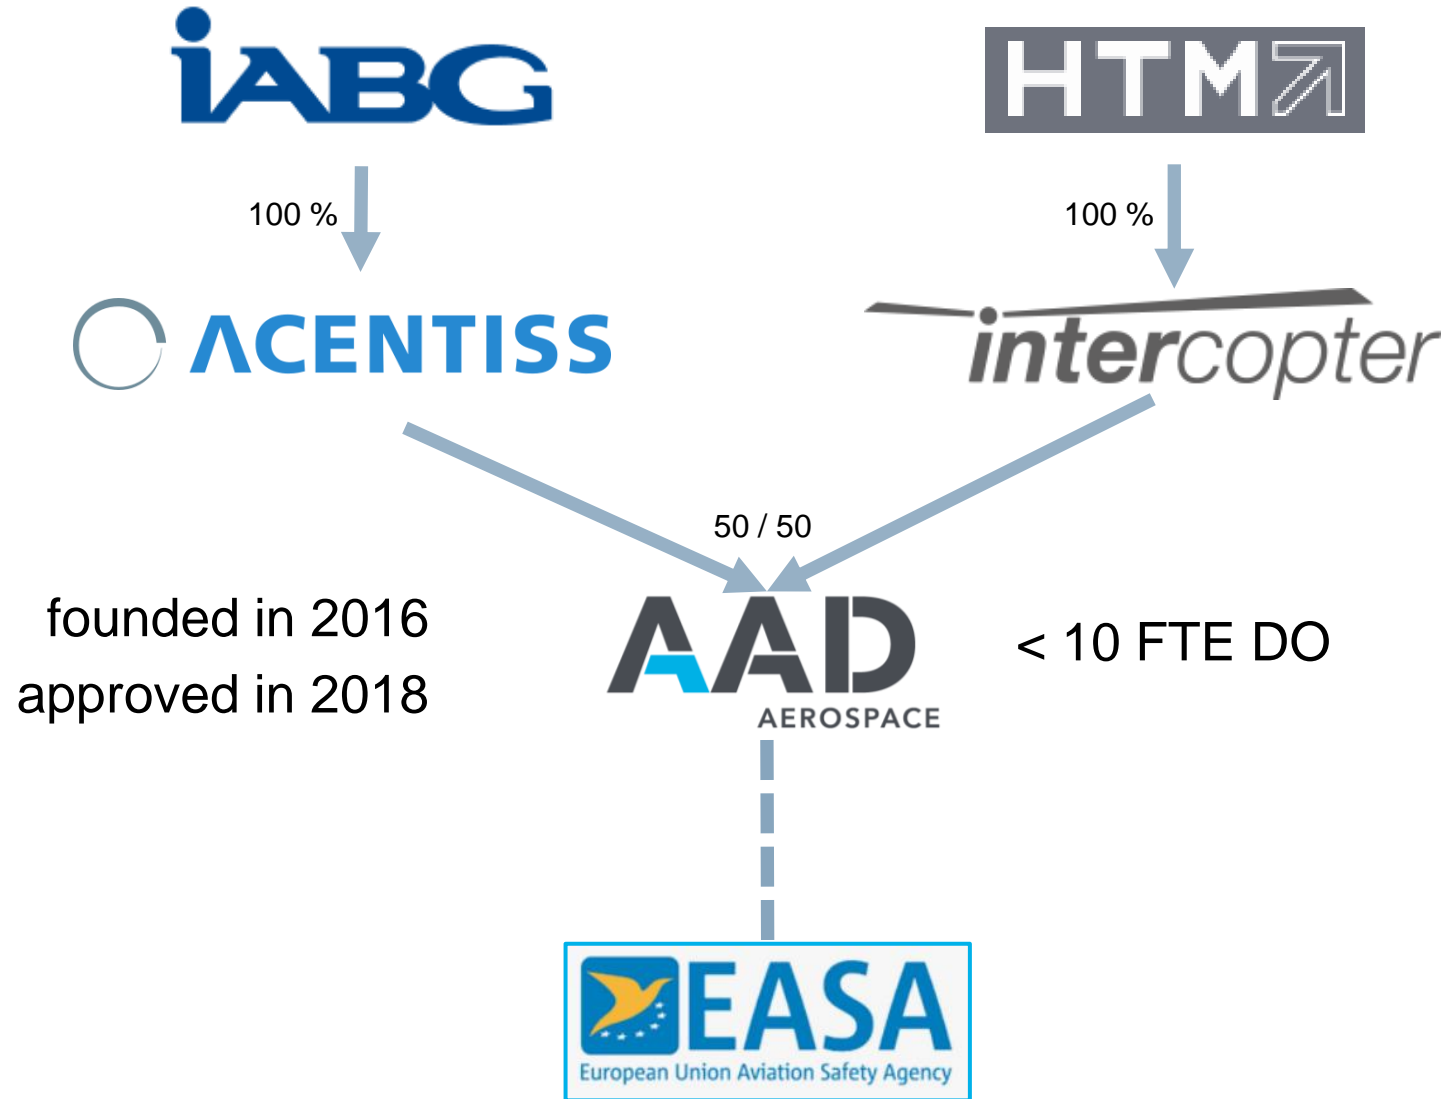 iABG
HTM
100 %
100 %
ACENTISS
intercopter
50 / 50
founded in 2016
approved in 2018
AAD
AEROSPACE
< 10 FTE DO
EASA
European Union Aviation Safety Agency